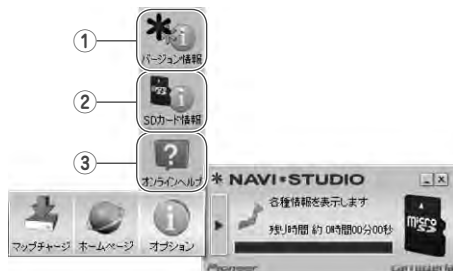 ①
バージョン情報
②
SDカード情報
③
?
オンラインヘルプ
NAVI*STUDIO
各種情報を表示します
残り時間 約 0時間00分00秒
micro
マップチャージ
ホームページ
オプション
Pioneer
carrozzeria